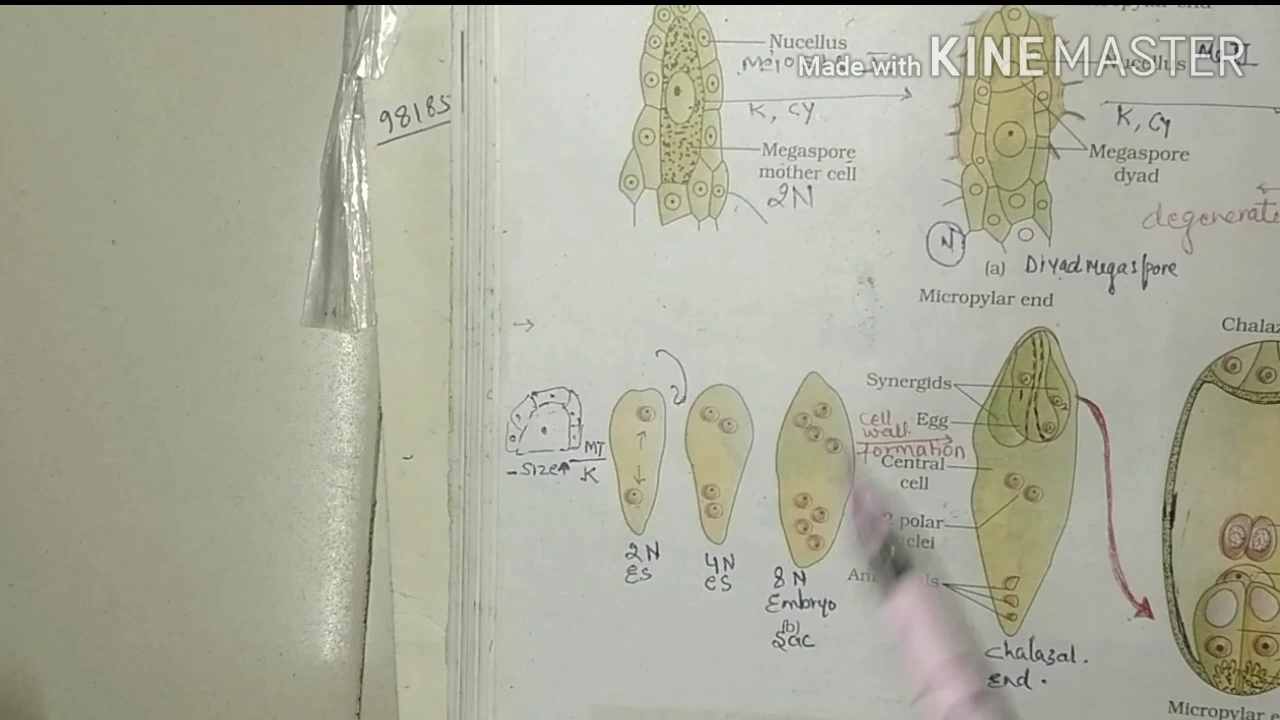 Made with KINEMASTER
98185
Nucellus
K, Cy
Megaspore
mother cell
2N
Nucellus
K, Cy
Megaspore
dyad
degenerate
N
(a) Diyad Megaspore
Micropylar end
Synergids
Egg
Central
cell
2 polar
cell
wall
formation
Size↑
MT
K
2N
ES
4N
ES
8N
Embryo
(b)
Sac
Chalazal
End.
Micropylar